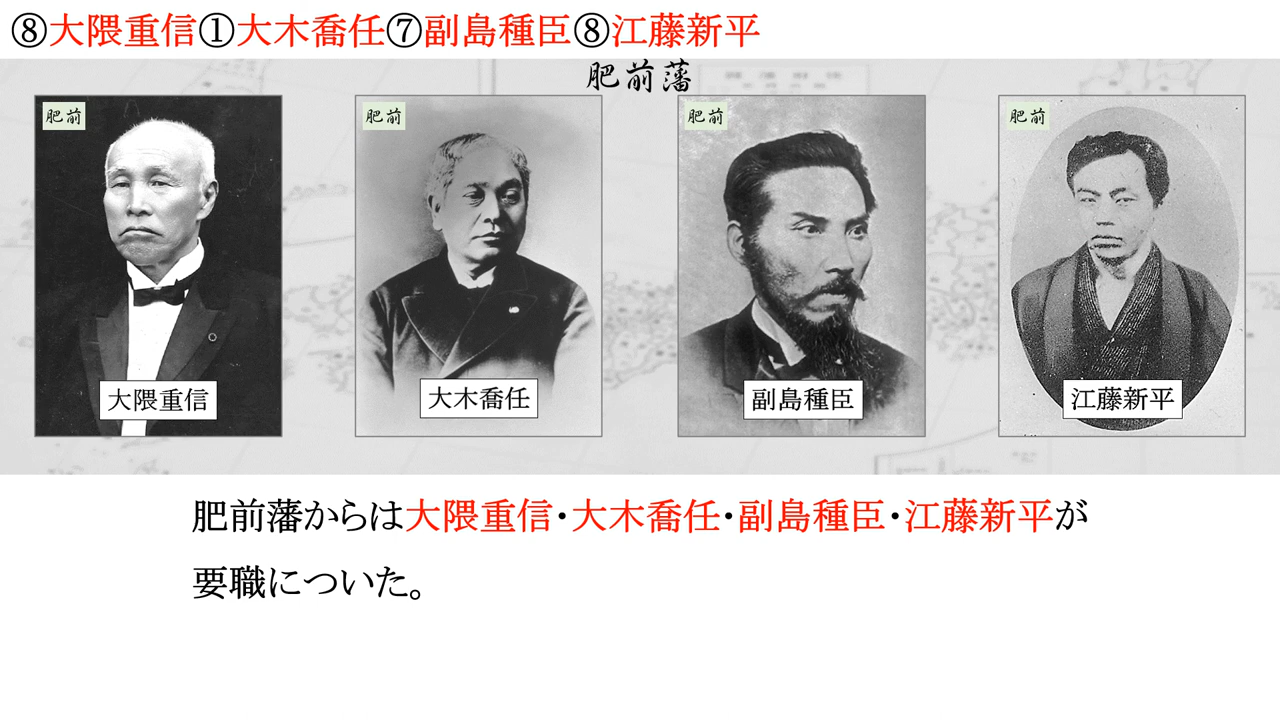 ⑧大隈重信①大木喬任⑦副島種臣⑧江藤新平
肥前藩
肥前
肥前
肥前
肥前
大隈重信
大木喬任
副島種臣
江藤新平
肥前藩からは大隈重信・大木喬任・副島種臣・江藤新平が
要職についた。